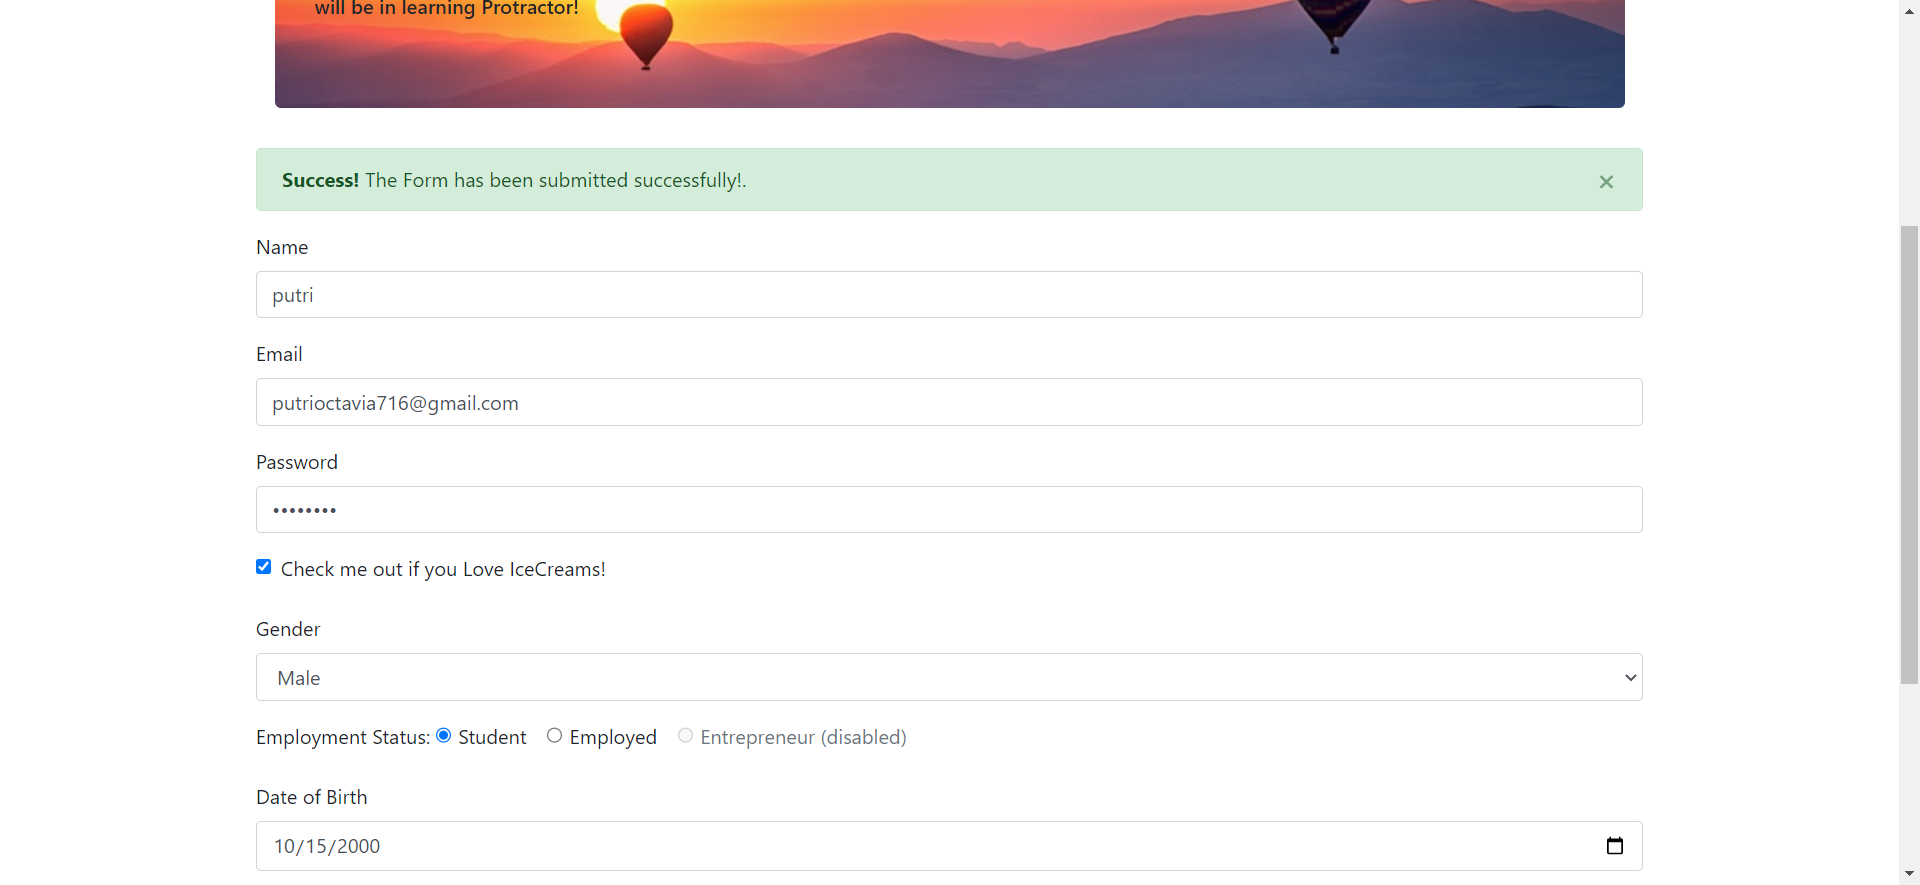 will be in learning Protractor!
Success! The Form has been submitted successfully!. ×
Name
putri
Email
putrioctavia716@gmail.com
Password
••••••••
Check me out if you Love IceCreams!
Gender
Male
Employment Status: Student Employed Entrepreneur (disabled)
Date of Birth
10/15/2000